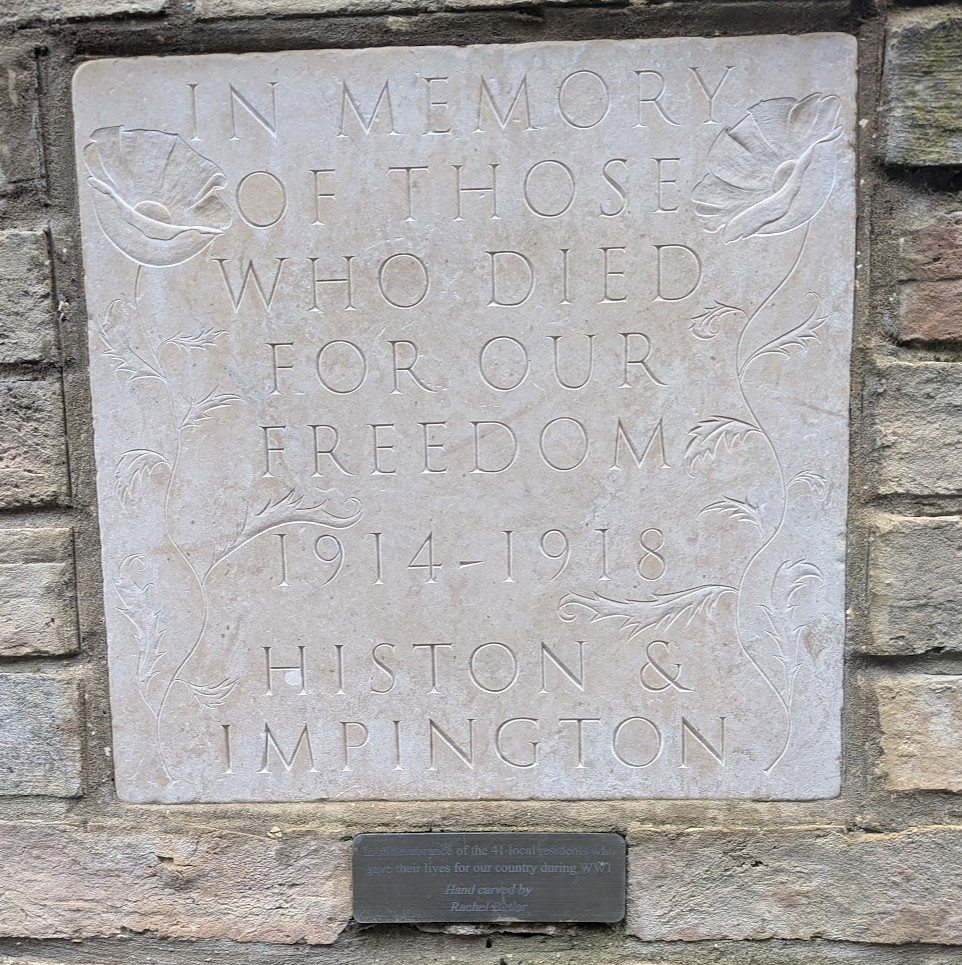 IN MEMORY
OF THOSE
WHO DIED
FOR OUR
FREEDOM
1914-1918
HISTON &
IMPINGTON
In remembrance of the 41 local residents who
gave their lives for our country during WW1
Hand carved by
Rachel